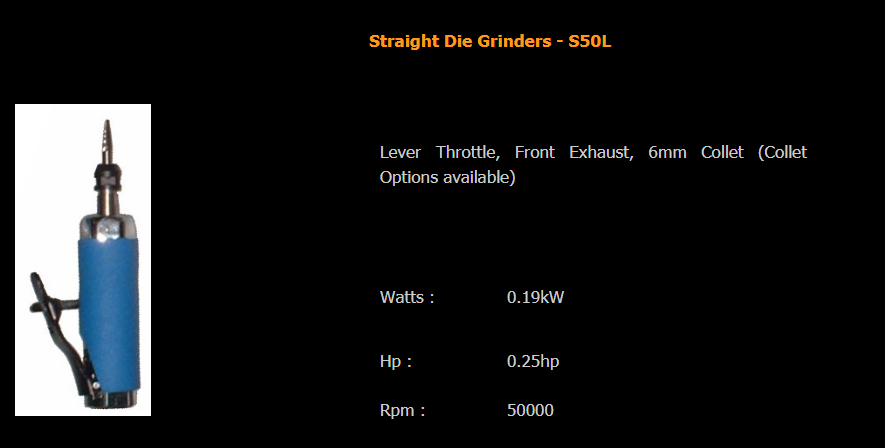 Straight Die Grinders - S50L
Lever Throttle, Front Exhaust, 6mm Collet (Collet
Options available)
Watts : 0.19kW
Hp : 0.25hp
Rpm : 50000